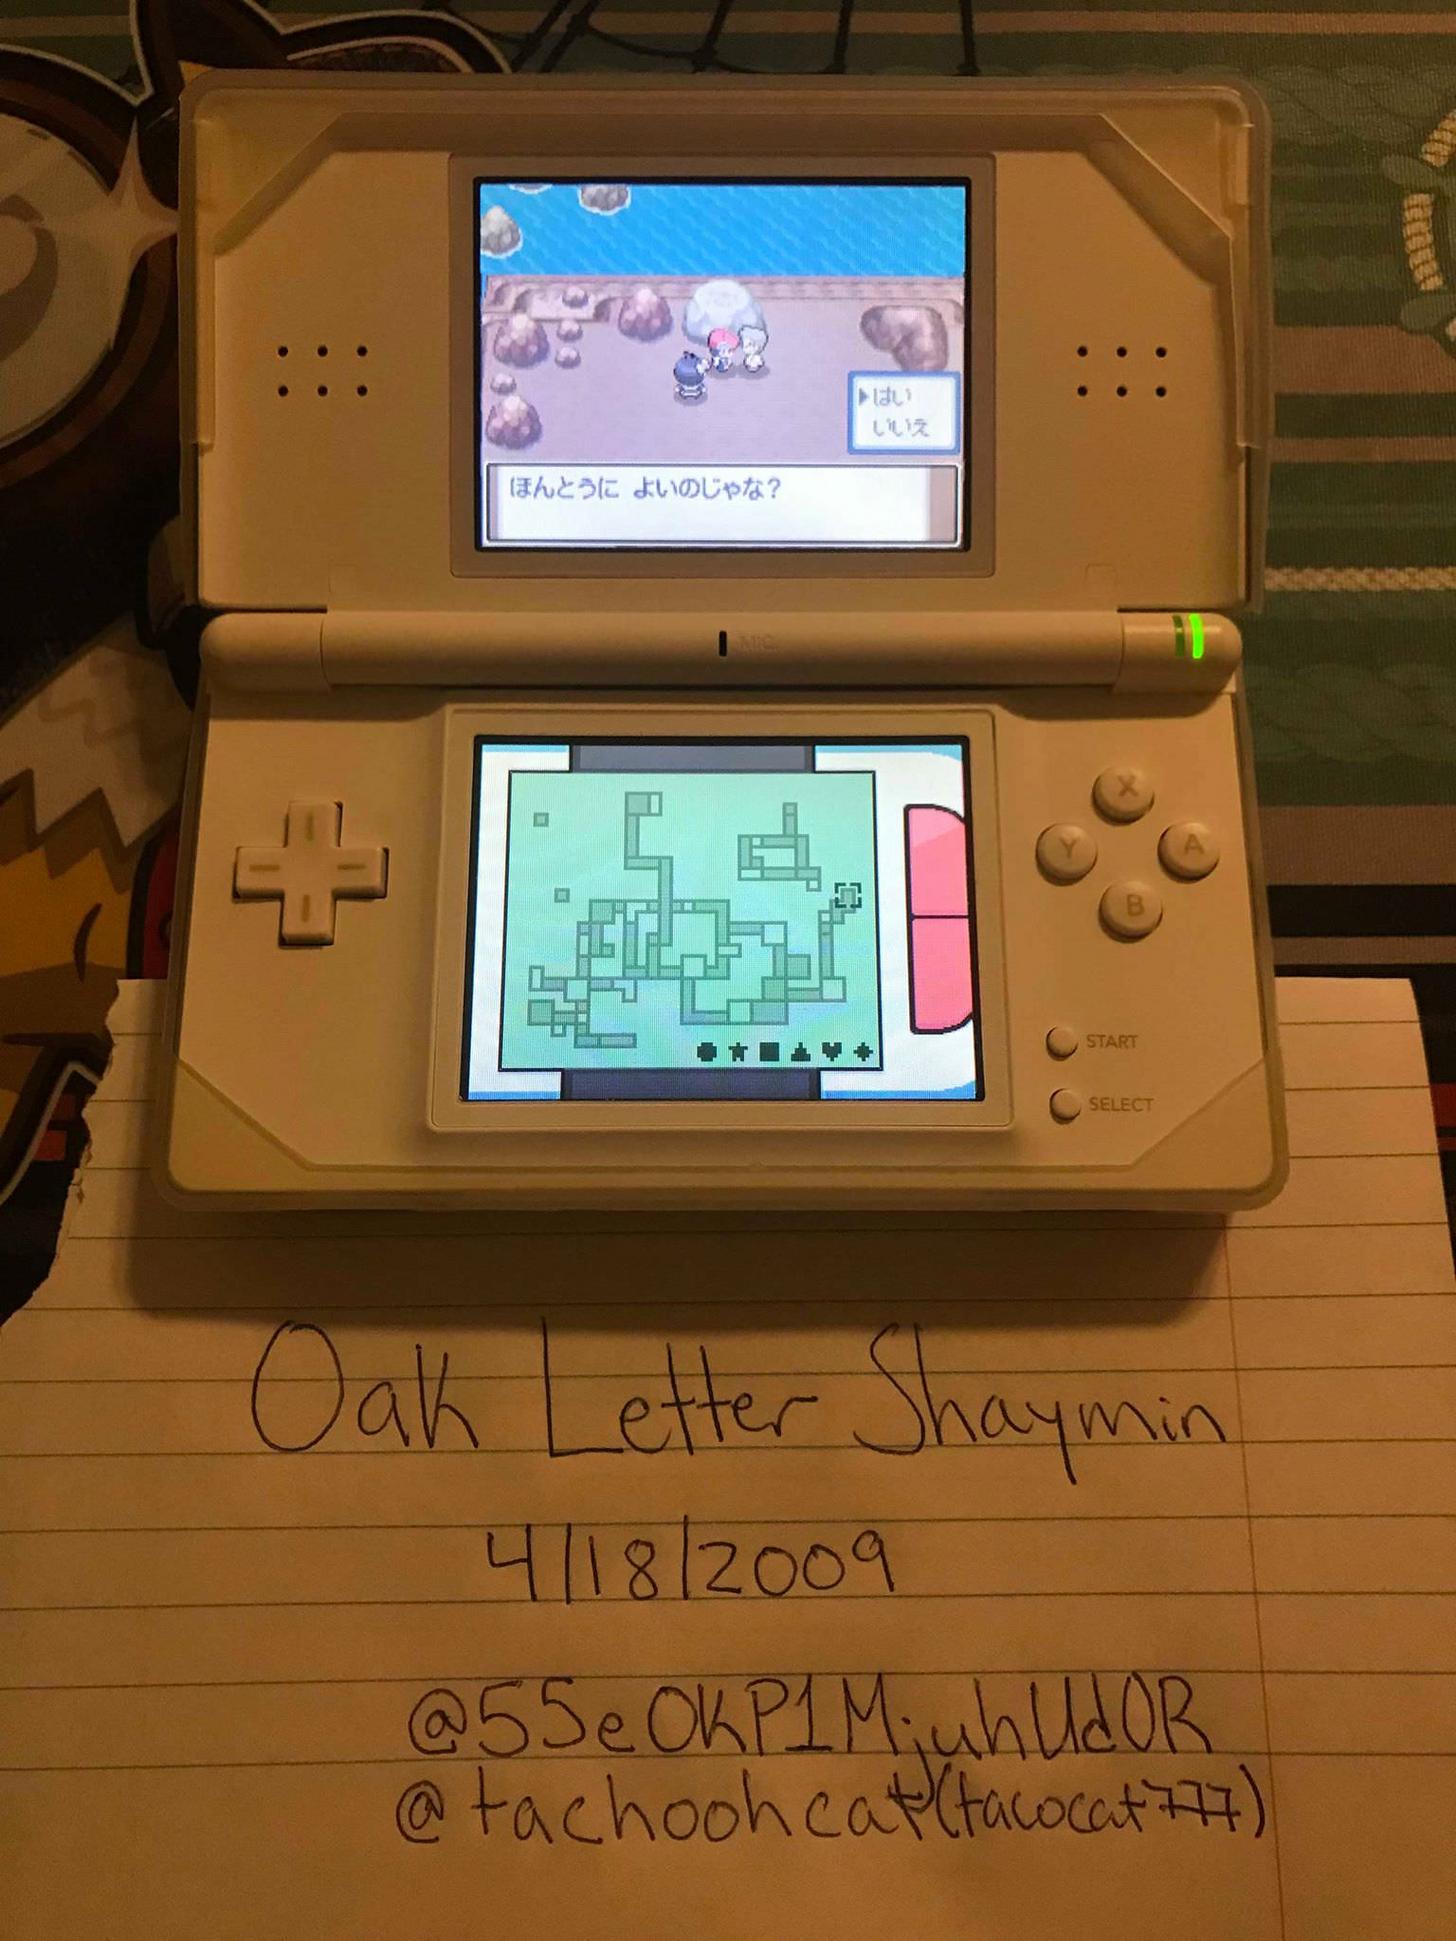 はい
いいえ
ほんとうに よいのじゃな?
MIC.
X
Y
A
B
START
SELECT
Oak Letter Shaymin
4/18/2009
@55eOKP1MjuhUdOR
@tachoohcat(tacocat777)